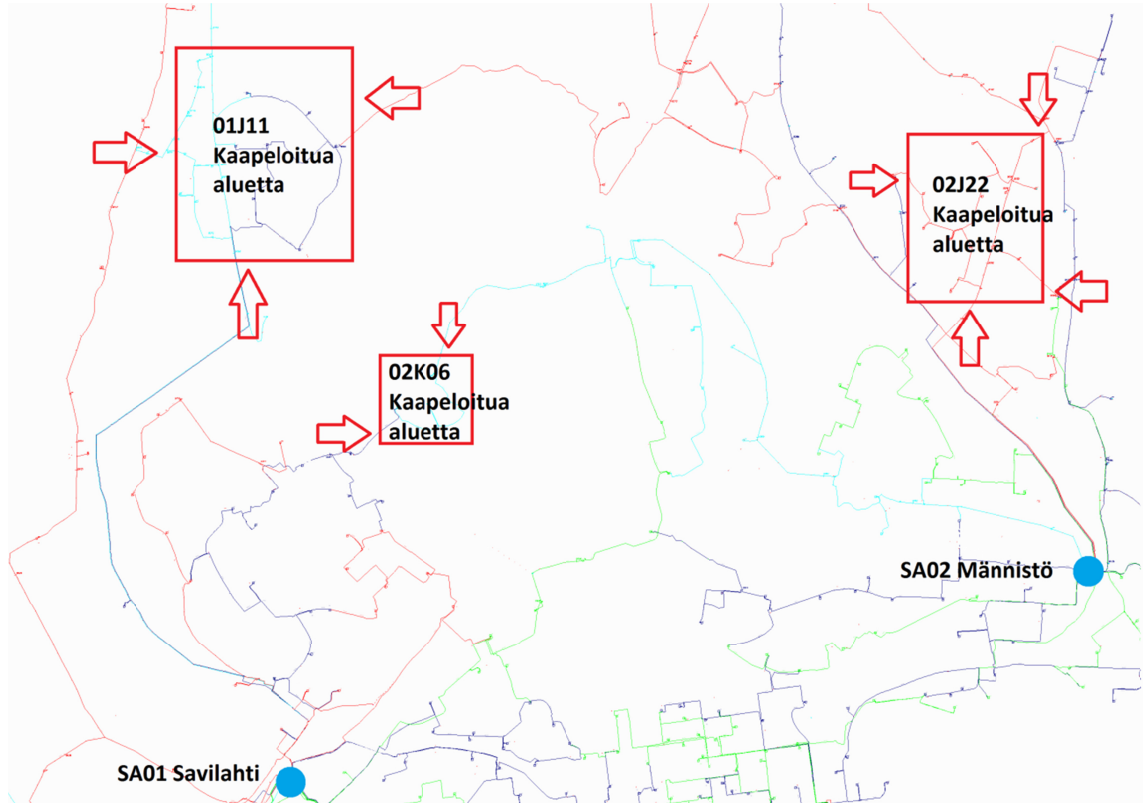 01J11
Kaapeloitua
aluetta
02J22
Kaapeloitua
aluetta
02K06
Kaapeloitua
aluetta
SA02 Männistö
SA01 Savilahti